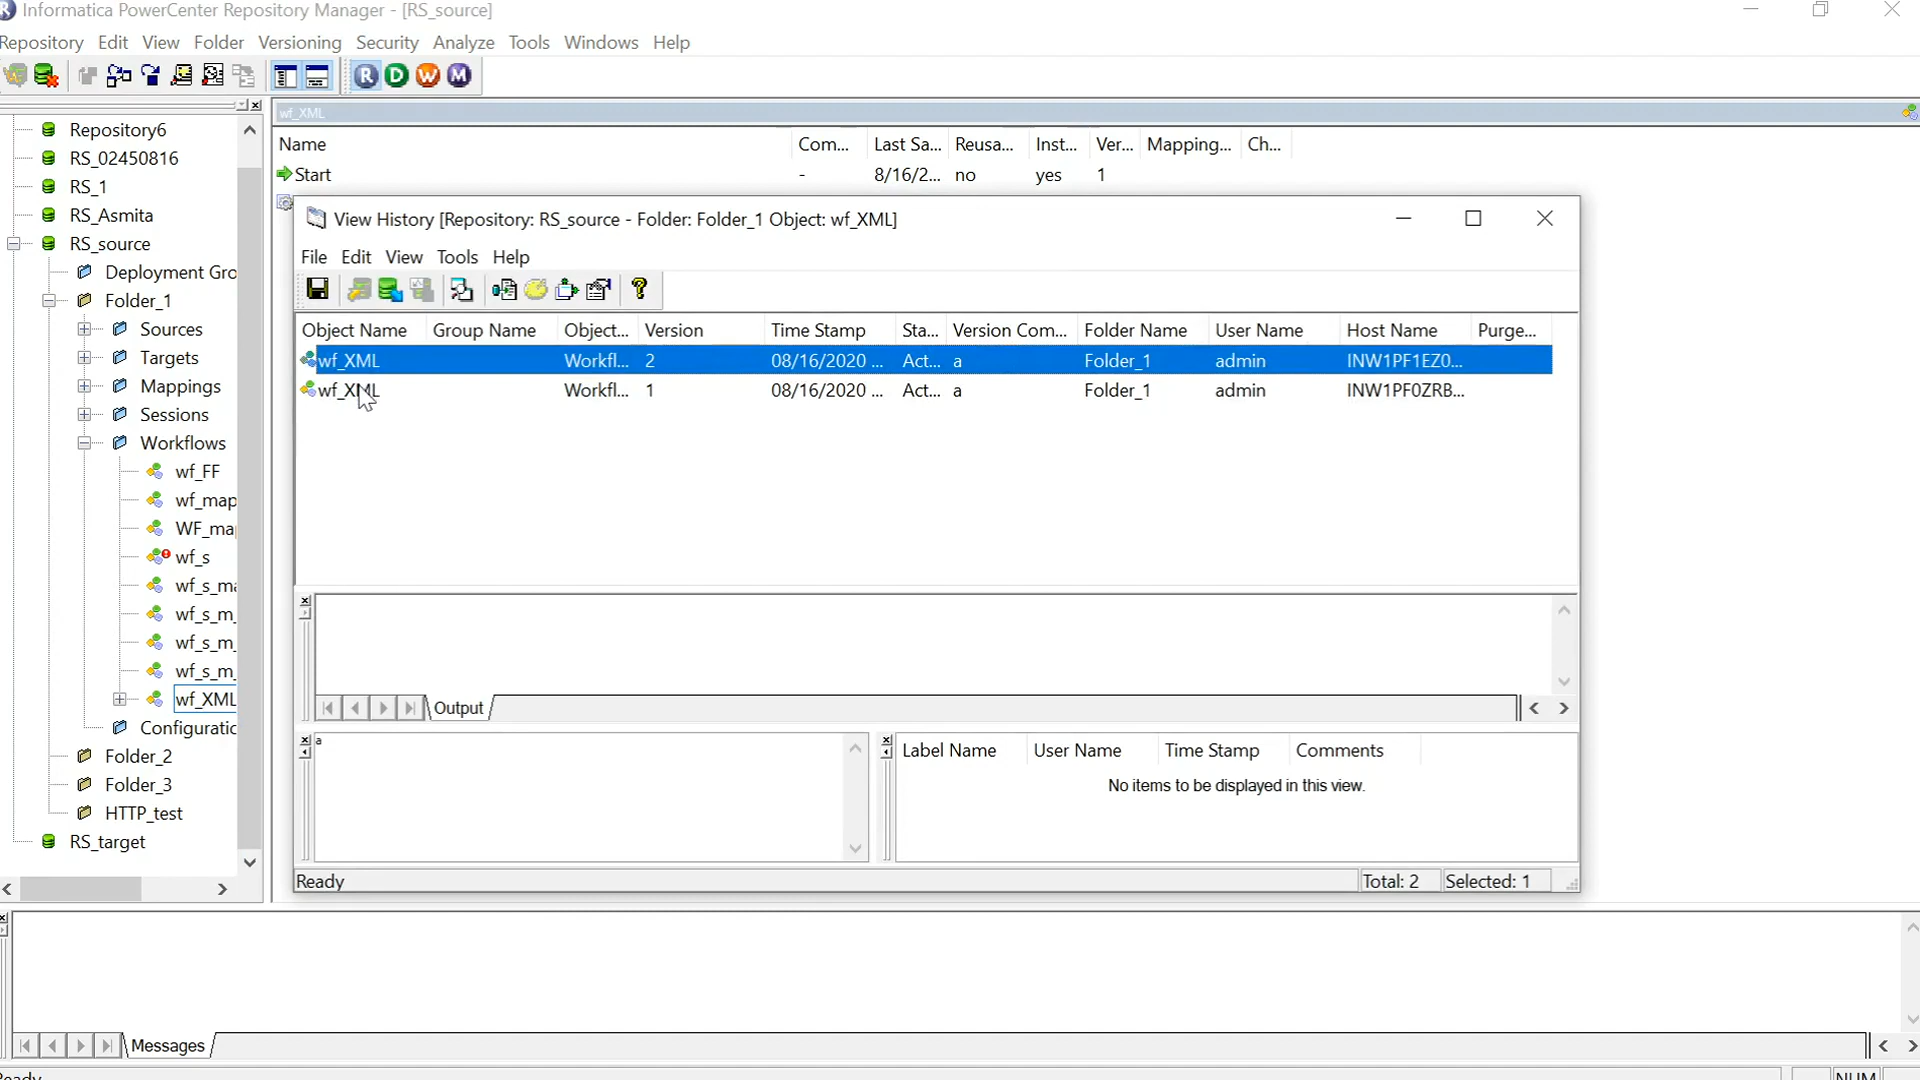 Informatica PowerCenter Repository Manager - [RS_source]
Repository Edit View Folder Versioning Security Analyze Tools Windows Help
R D W M
Repository6
RS_02450816
RS_1
RS_Asmita
RS_source
Deployment Gro
Folder_1
Sources
Targets
Mappings
Sessions
Workflows
wf_FF
wf_map
WF_ma
wf_s
wf_s_ma
wf_s_m_
wf_s_m_
wf_s_m_
wf_XML
Configuratic
Folder_2
Folder_3
HTTP_test
RS_target
wf_XML
Name Com... Last Sa... Reusa... Inst... Ver... Mapping... Ch...
Start - 8/16/2... no yes 1
View History [Repository: RS_source - Folder: Folder_1 Object: wf_XML]
File Edit View Tools Help
Object Name Group Name Object... Version Time Stamp Sta... Version Com... Folder Name User Name Host Name Purge...
wf_XML Workfl... 2 08/16/2020 ... Act... a Folder_1 admin INW1PF1EZ0...
wf_XML Workfl... 1 08/16/2020 ... Act... a Folder_1 admin INW1PF0ZRB...
Output
a
Label Name User Name Time Stamp Comments
No items to be displayed in this view.
Ready Total: 2 Selected: 1
Messages
Ready NUM